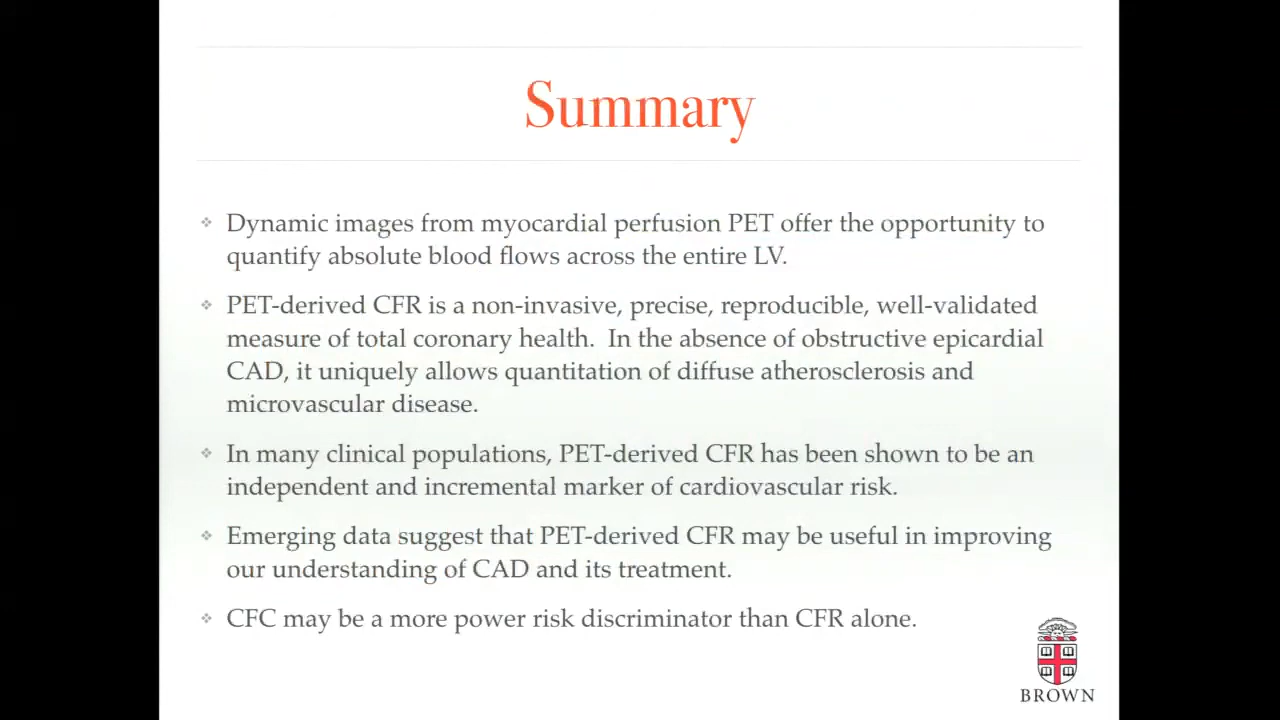 Summary
Dynamic images from myocardial perfusion PET offer the opportunity to
quantify absolute blood flows across the entire LV.
PET-derived CFR is a non-invasive, precise, reproducible, well-validated
measure of total coronary health.  In the absence of obstructive epicardial
CAD, it uniquely allows quantitation of diffuse atherosclerosis and
microvascular disease.
In many clinical populations, PET-derived CFR has been shown to be an
independent and incremental marker of cardiovascular risk.
Emerging data suggest that PET-derived CFR may be useful in improving
our understanding of CAD and its treatment.
CFC may be a more power risk discriminator than CFR alone.
BROWN